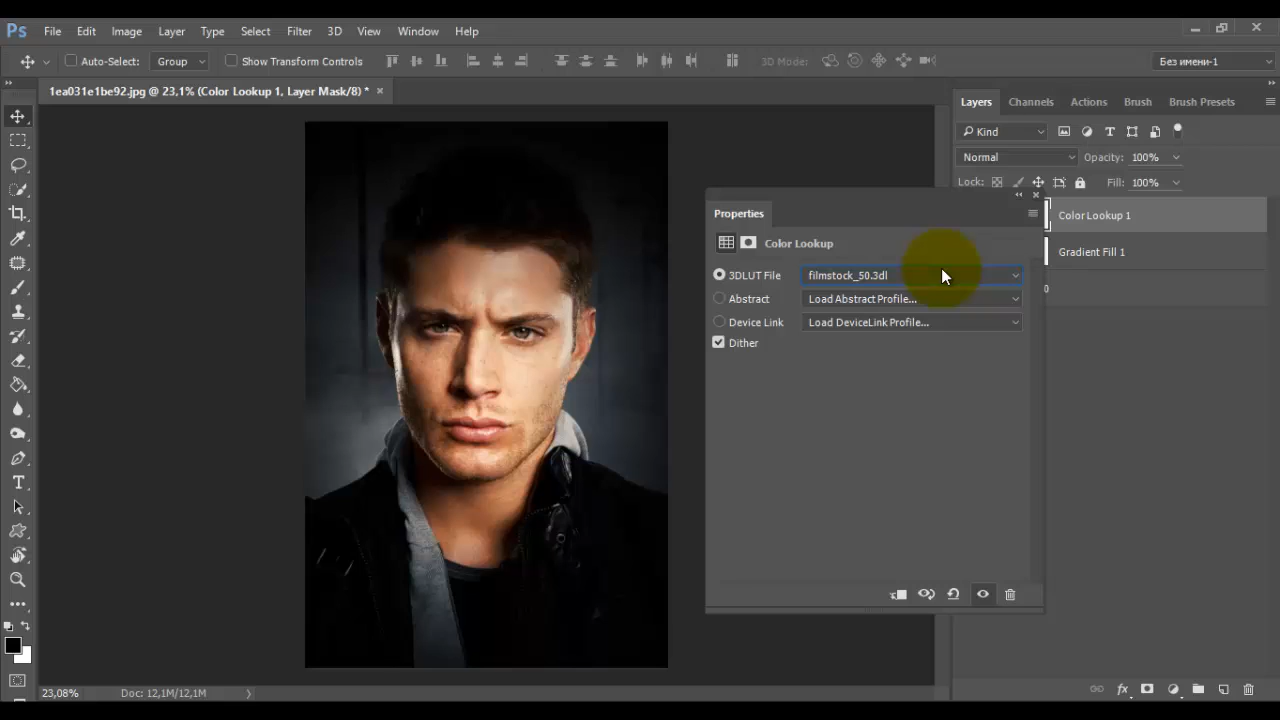 Ps File Edit Image Layer Type Select Filter 3D View Window Help
Auto-Select: Group Show Transform Controls 3D Mode: Без имени-1
1ea031e1be92.jpg @ 23,1% (Color Lookup 1, Layer Mask/8) * ×
Layers Channels Actions Brush Brush Presets
Kind
Normal Opacity: 100%
Lock: Fill: 100%
Properties
Color Lookup 1
Color Lookup
Gradient Fill 1
3DLUT File filmstock_50.3dl
Abstract Load Abstract Profile...
Device Link Load DeviceLink Profile...
Dither
23,08% Doc: 12,1M/12,1M